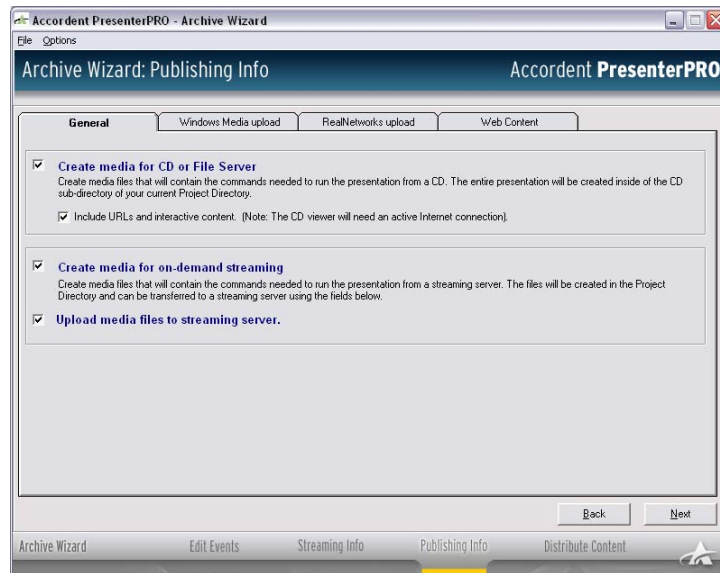 Accordent PresenterPRO - Archive Wizard
File Options
Archive Wizard: Publishing Info Accordent PresenterPRO
General Windows Media upload RealNetworks upload Web Content
Create media for CD or File Server
Create media files that will contain the commands needed to run the presentation from a CD. The entire presentation will be created inside of the CD
sub-directory of your current Project Directory.
Include URLs and interactive content. (Note: The CD viewer will need an active Internet connection).
Create media for on-demand streaming
Create media files that will contain the commands needed to run the presentation from a streaming server. The files will be created in the Project
Directory and can be transferred to a streaming server using the fields below.
Upload media files to streaming server.
Back Next
Archive Wizard Edit Events Streaming Info Publishing Info Distribute Content